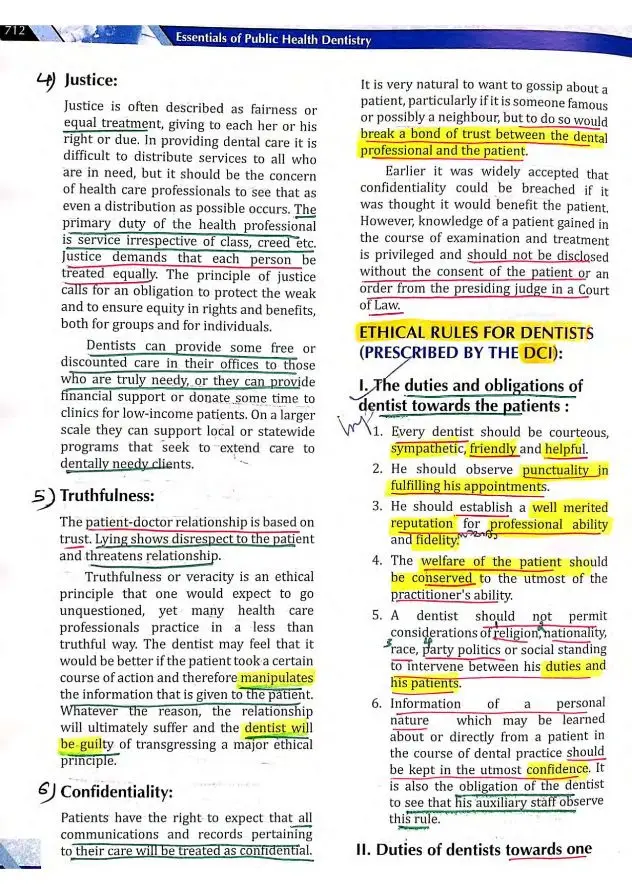 712
Essentials of Public Health Dentistry
4) Justice:
Justice is often described as fairness or
equal treatment, giving to each her or his
right or due. In providing dental care it is
difficult to distribute services to all who
are in need, but it should be the concern
of health care professionals to see that as
even a distribution as possible occurs. The
primary duty of the health professional
is service irrespective of class, creed etc.
Justice demands that each person be
treated equally. The principle of justice
calls for an obligation to protect the weak
and to ensure equity in rights and benefits,
both for groups and for individuals.
Dentists can provide some free or
discounted care in their offices to those
who are truly needy, or they can provide
financial support or donate some time to
clinics for low-income patients. On a larger
scale they can support local or statewide
programs that seek to extend care to
dentally needy clients.
5) Truthfulness:
The patient-doctor relationship is based on
trust. Lying shows disrespect to the patient
and threatens relationship.
Truthfulness or veracity is an ethical
principle that one would expect to go
unquestioned, yet many health care
professionals practice in a less than
truthful way. The dentist may feel that it
would be better if the patient took a certain
course of action and therefore manipulates
the information that is given to the patient.
Whatever the reason, the relationship
will ultimately suffer and the dentist will
be guilty of transgressing a major ethical
principle.
6) Confidentiality:
Patients have the right to expect that all
communications and records pertaining
to their care will be treated as confidential.
It is very natural to want to gossip about a
patient, particularly if it is someone famous
or possibly a neighbour, but to do so would
break a bond of trust between the dental
professional and the patient.
Earlier it was widely accepted that
confidentiality could be breached if it
was thought it would benefit the patient.
However, knowledge of a patient gained in
the course of examination and treatment
is privileged and should not be disclosed
without the consent of the patient or an
order from the presiding judge in a Court
of Law.
ETHICAL RULES FOR DENTISTS
(PRESCRIBED BY THE DCI):
I. The duties and obligations of
dentist towards the patients :
1. Every dentist should be courteous,
sympathetic, friendly and helpful.
2. He should observe punctuality in
fulfilling his appointments.
3. He should establish a well merited
reputation for professional ability
and fidelity.
4. The welfare of the patient should
be conserved to the utmost of the
practitioner's ability.
5. A dentist should not permit
considerations of religion, nationality,
race, party politics or social standing
to intervene between his duties and
his patients.
6. Information of a personal
nature which may be learned
about or directly from a patient in
the course of dental practice should
be kept in the utmost confidence. It
is also the obligation of the dentist
to see that his auxiliary staff observe
this rule.
II. Duties of dentists towards one